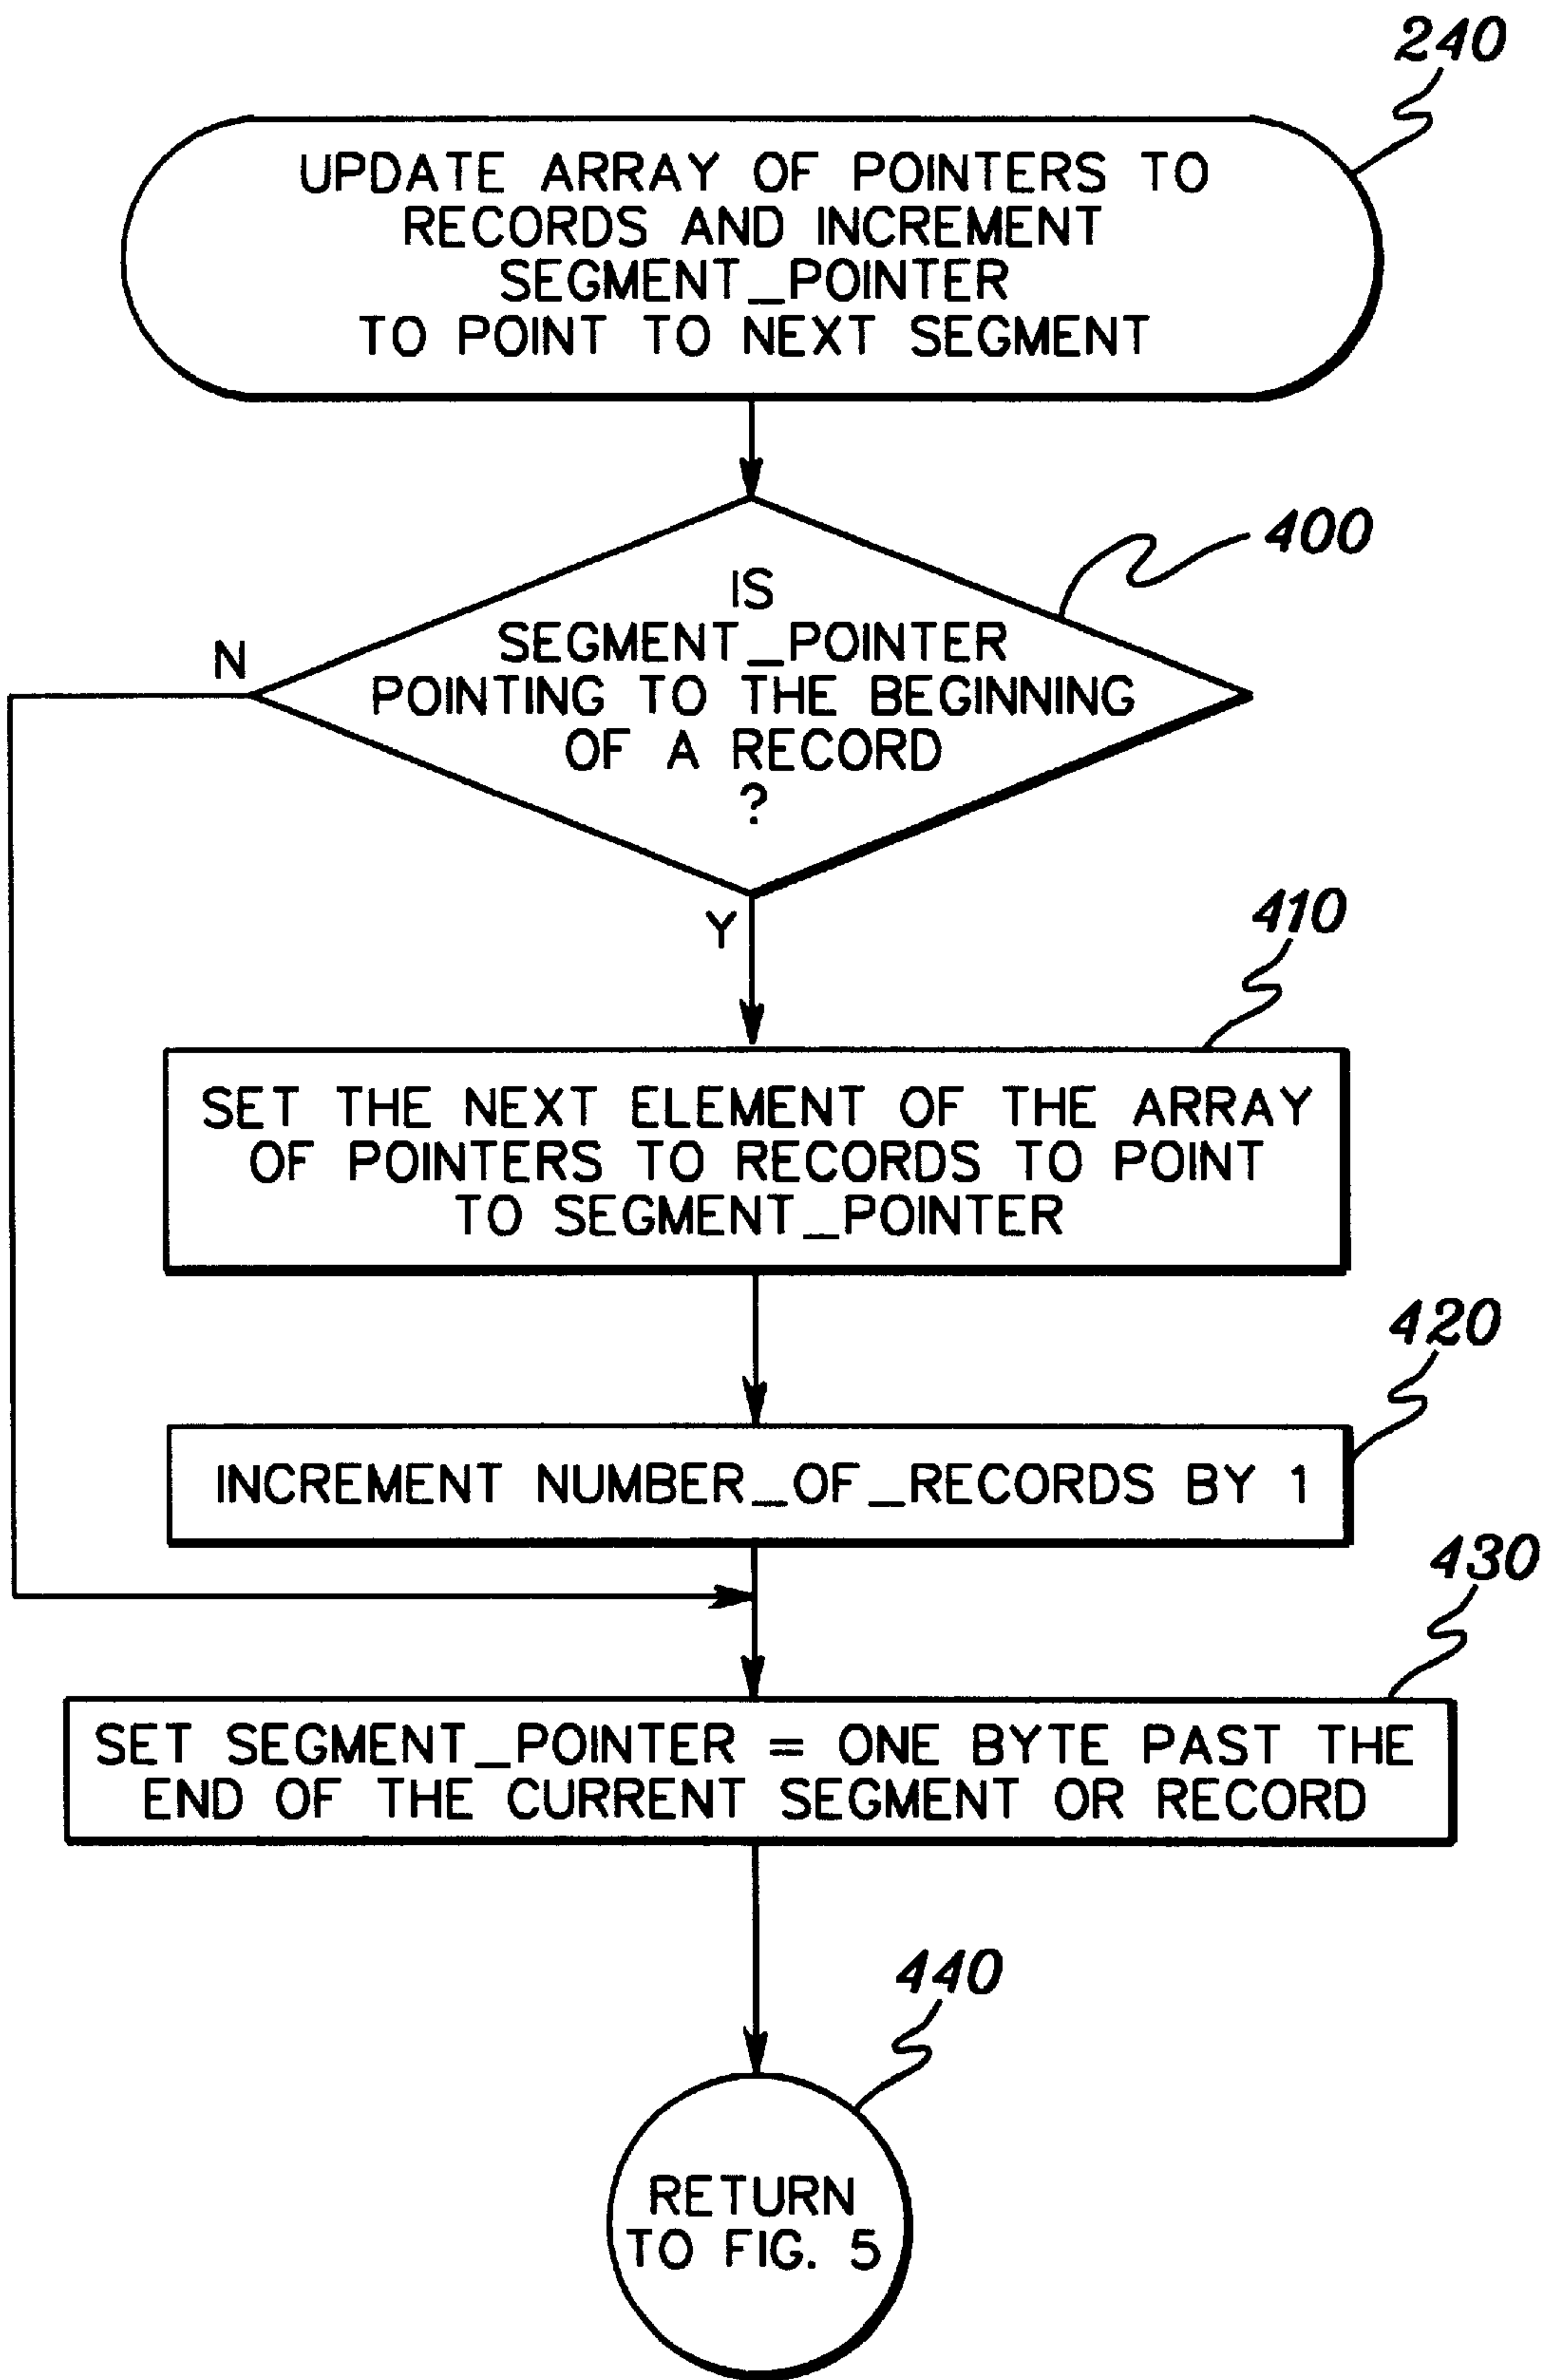 240
UPDATE ARRAY OF POINTERS TO
RECORDS AND INCREMENT
SEGMENT_POINTER
TO POINT TO NEXT SEGMENT
400
IS
SEGMENT_POINTER
POINTING TO THE BEGINNING
OF A RECORD
?
N
Y
410
SET THE NEXT ELEMENT OF THE ARRAY
OF POINTERS TO RECORDS TO POINT
TO SEGMENT_POINTER
420
INCREMENT NUMBER_OF_RECORDS BY 1
430
SET SEGMENT_POINTER = ONE BYTE PAST THE
END OF THE CURRENT SEGMENT OR RECORD
440
RETURN
TO FIG. 5